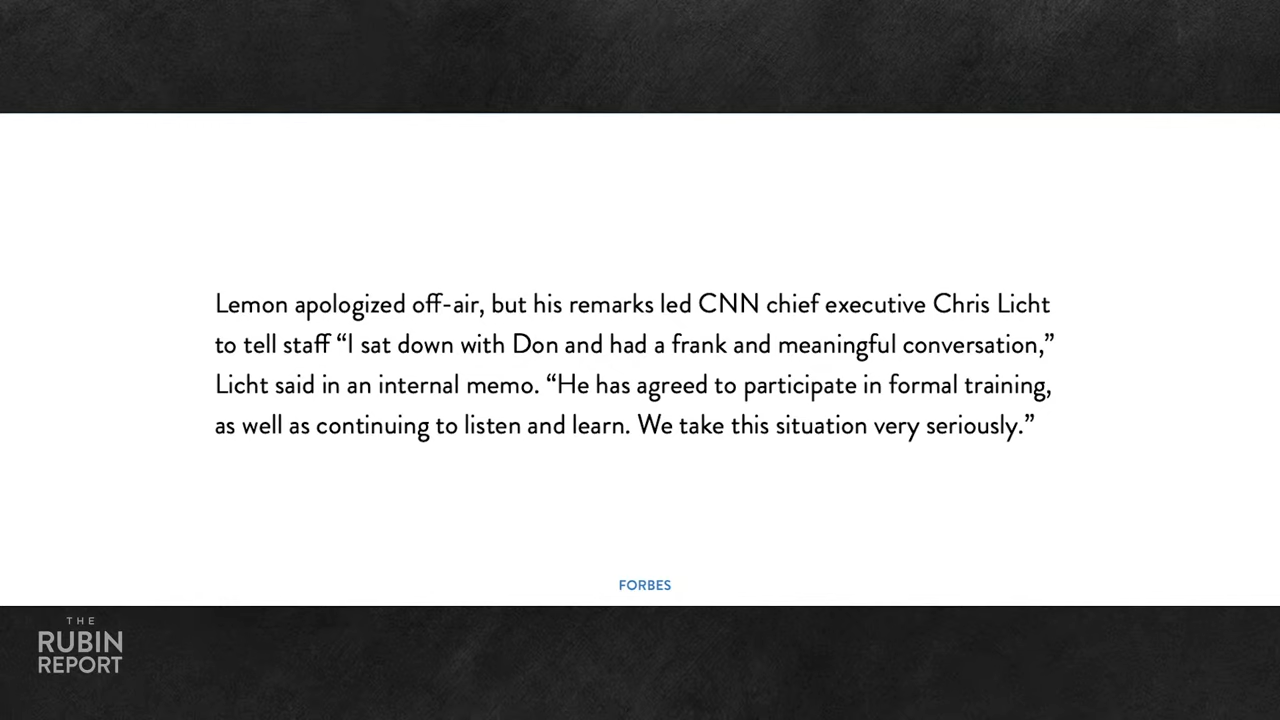 Lemon apologized off-air, but his remarks led CNN chief executive Chris Licht
to tell staff “I sat down with Don and had a frank and meaningful conversation,”
Licht said in an internal memo. “He has agreed to participate in formal training,
as well as continuing to listen and learn. We take this situation very seriously.”
FORBES
THE
RUBIN
REPORT